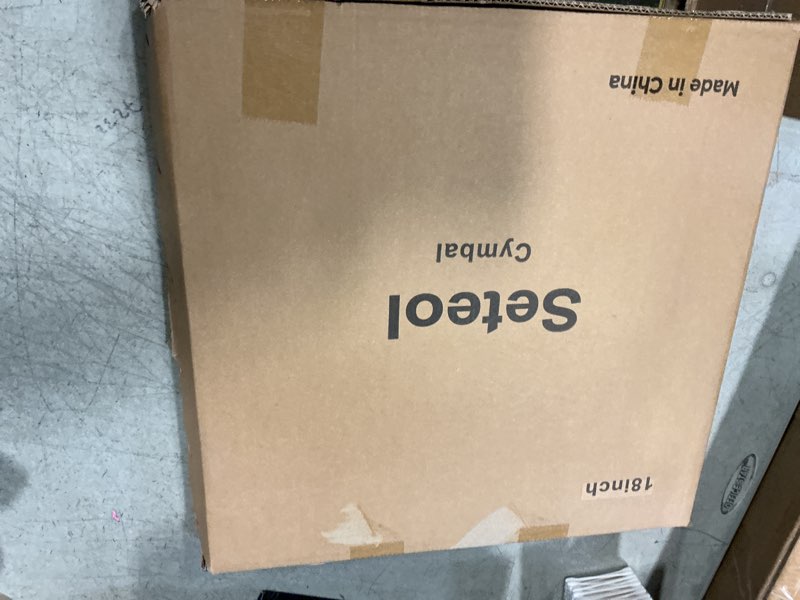 18inch
Seteol
Cymbal
Made in China